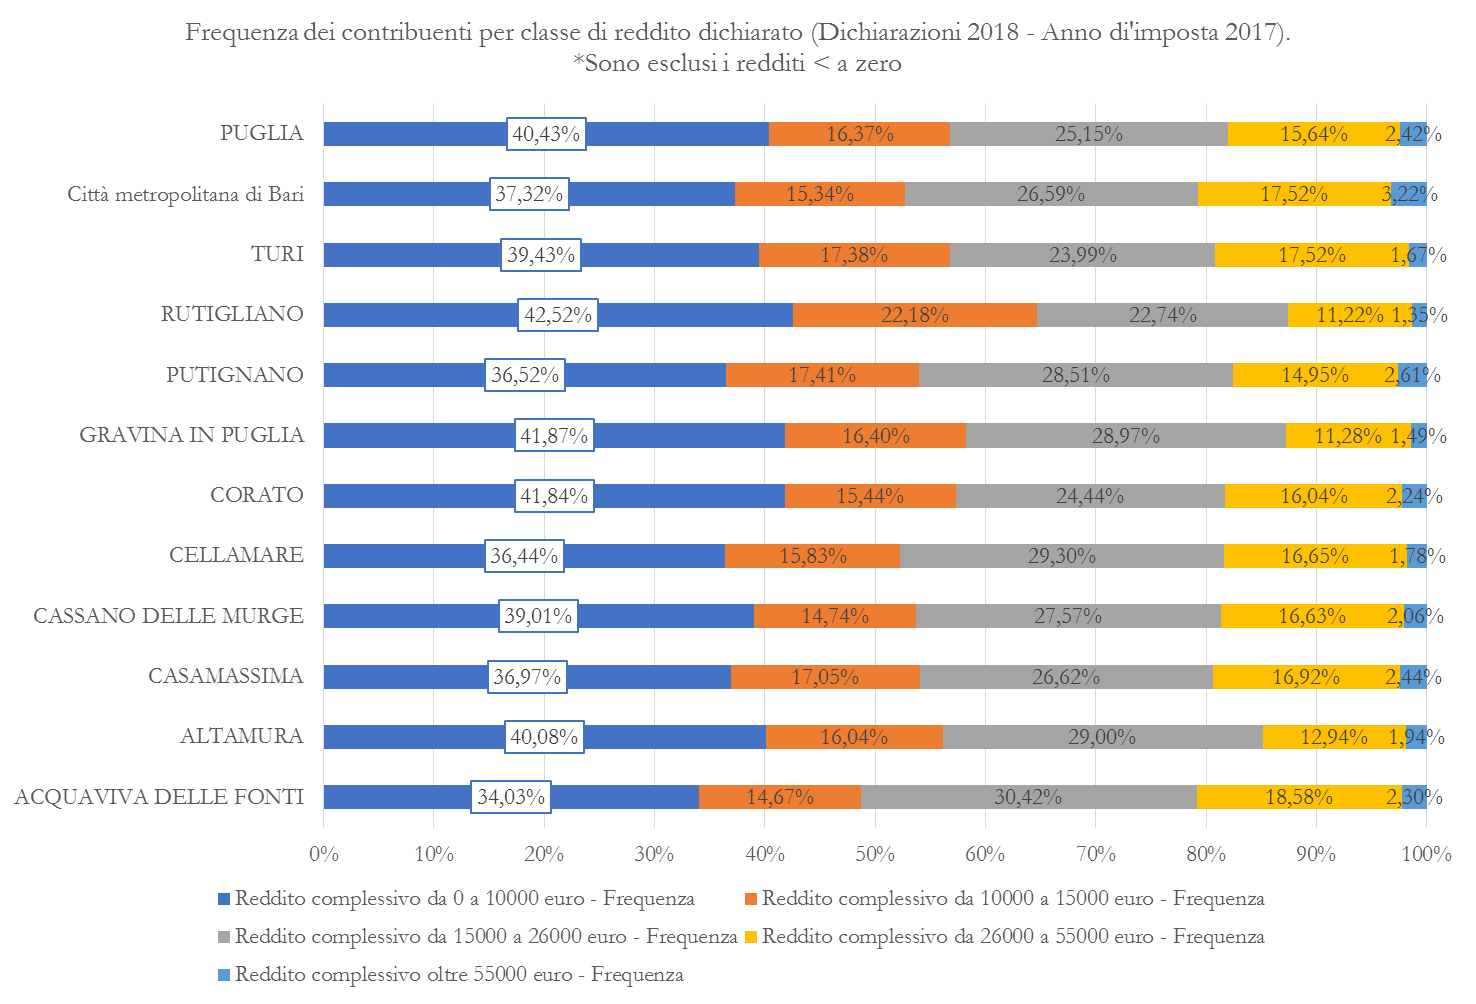 Frequenza dei contribuenti per classe di reddito dichiarato (Dichiarazioni 2018 - Anno di'imposta 2017).
*Sono esclusi i redditi < a zero
PUGLIA 40,43% 16,37% 25,15% 15,64% 2,42%
Città metropolitana di Bari 37,32% 15,34% 26,59% 17,52% 3,22%
TURI 39,43% 17,38% 23,99% 17,52% 1,67%
RUTIGLIANO 42,52% 22,18% 22,74% 11,22% 1,35%
PUTIGNANO 36,52% 17,41% 28,51% 14,95% 2,61%
GRAVINA IN PUGLIA 41,87% 16,40% 28,97% 11,28% 1,49%
CORATO 41,84% 15,44% 24,44% 16,04% 2,24%
CELLAMARE 36,44% 15,83% 29,30% 16,65% 1,78%
CASSANO DELLE MURGE 39,01% 14,74% 27,57% 16,63% 2,06%
CASAMASSIMA 36,97% 17,05% 26,62% 16,92% 2,44%
ALTAMURA 40,08% 16,04% 29,00% 12,94% 1,94%
ACQUAVIVA DELLE FONTI 34,03% 14,67% 30,42% 18,58% 2,30%
0% 10% 20% 30% 40% 50% 60% 70% 80% 90% 100%
Reddito complessivo da 0 a 10000 euro - Frequenza Reddito complessivo da 10000 a 15000 euro - Frequenza
Reddito complessivo da 15000 a 26000 euro - Frequenza Reddito complessivo da 26000 a 55000 euro - Frequenza
Reddito complessivo oltre 55000 euro - Frequenza